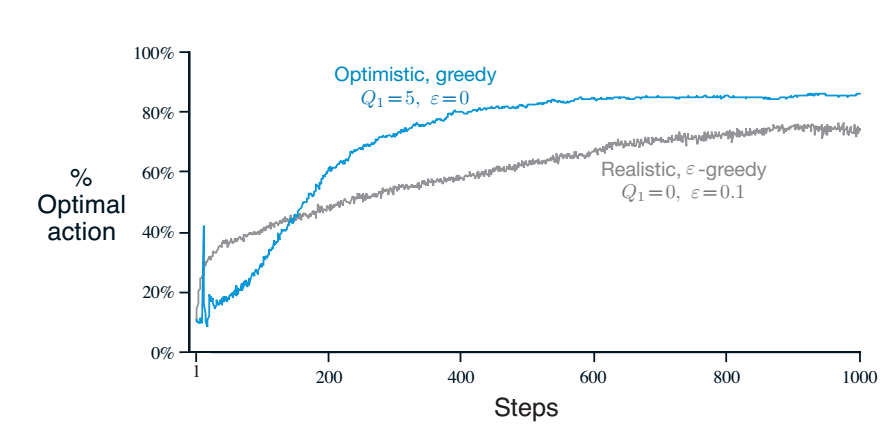 100%
Optimistic, greedy
Q₁=5, ε=0
80%
60%
Realistic, ε-greedy
Q₁=0, ε=0.1
%
Optimal
action
40%
20%
0%
1
200
400
600
800
1000
Steps